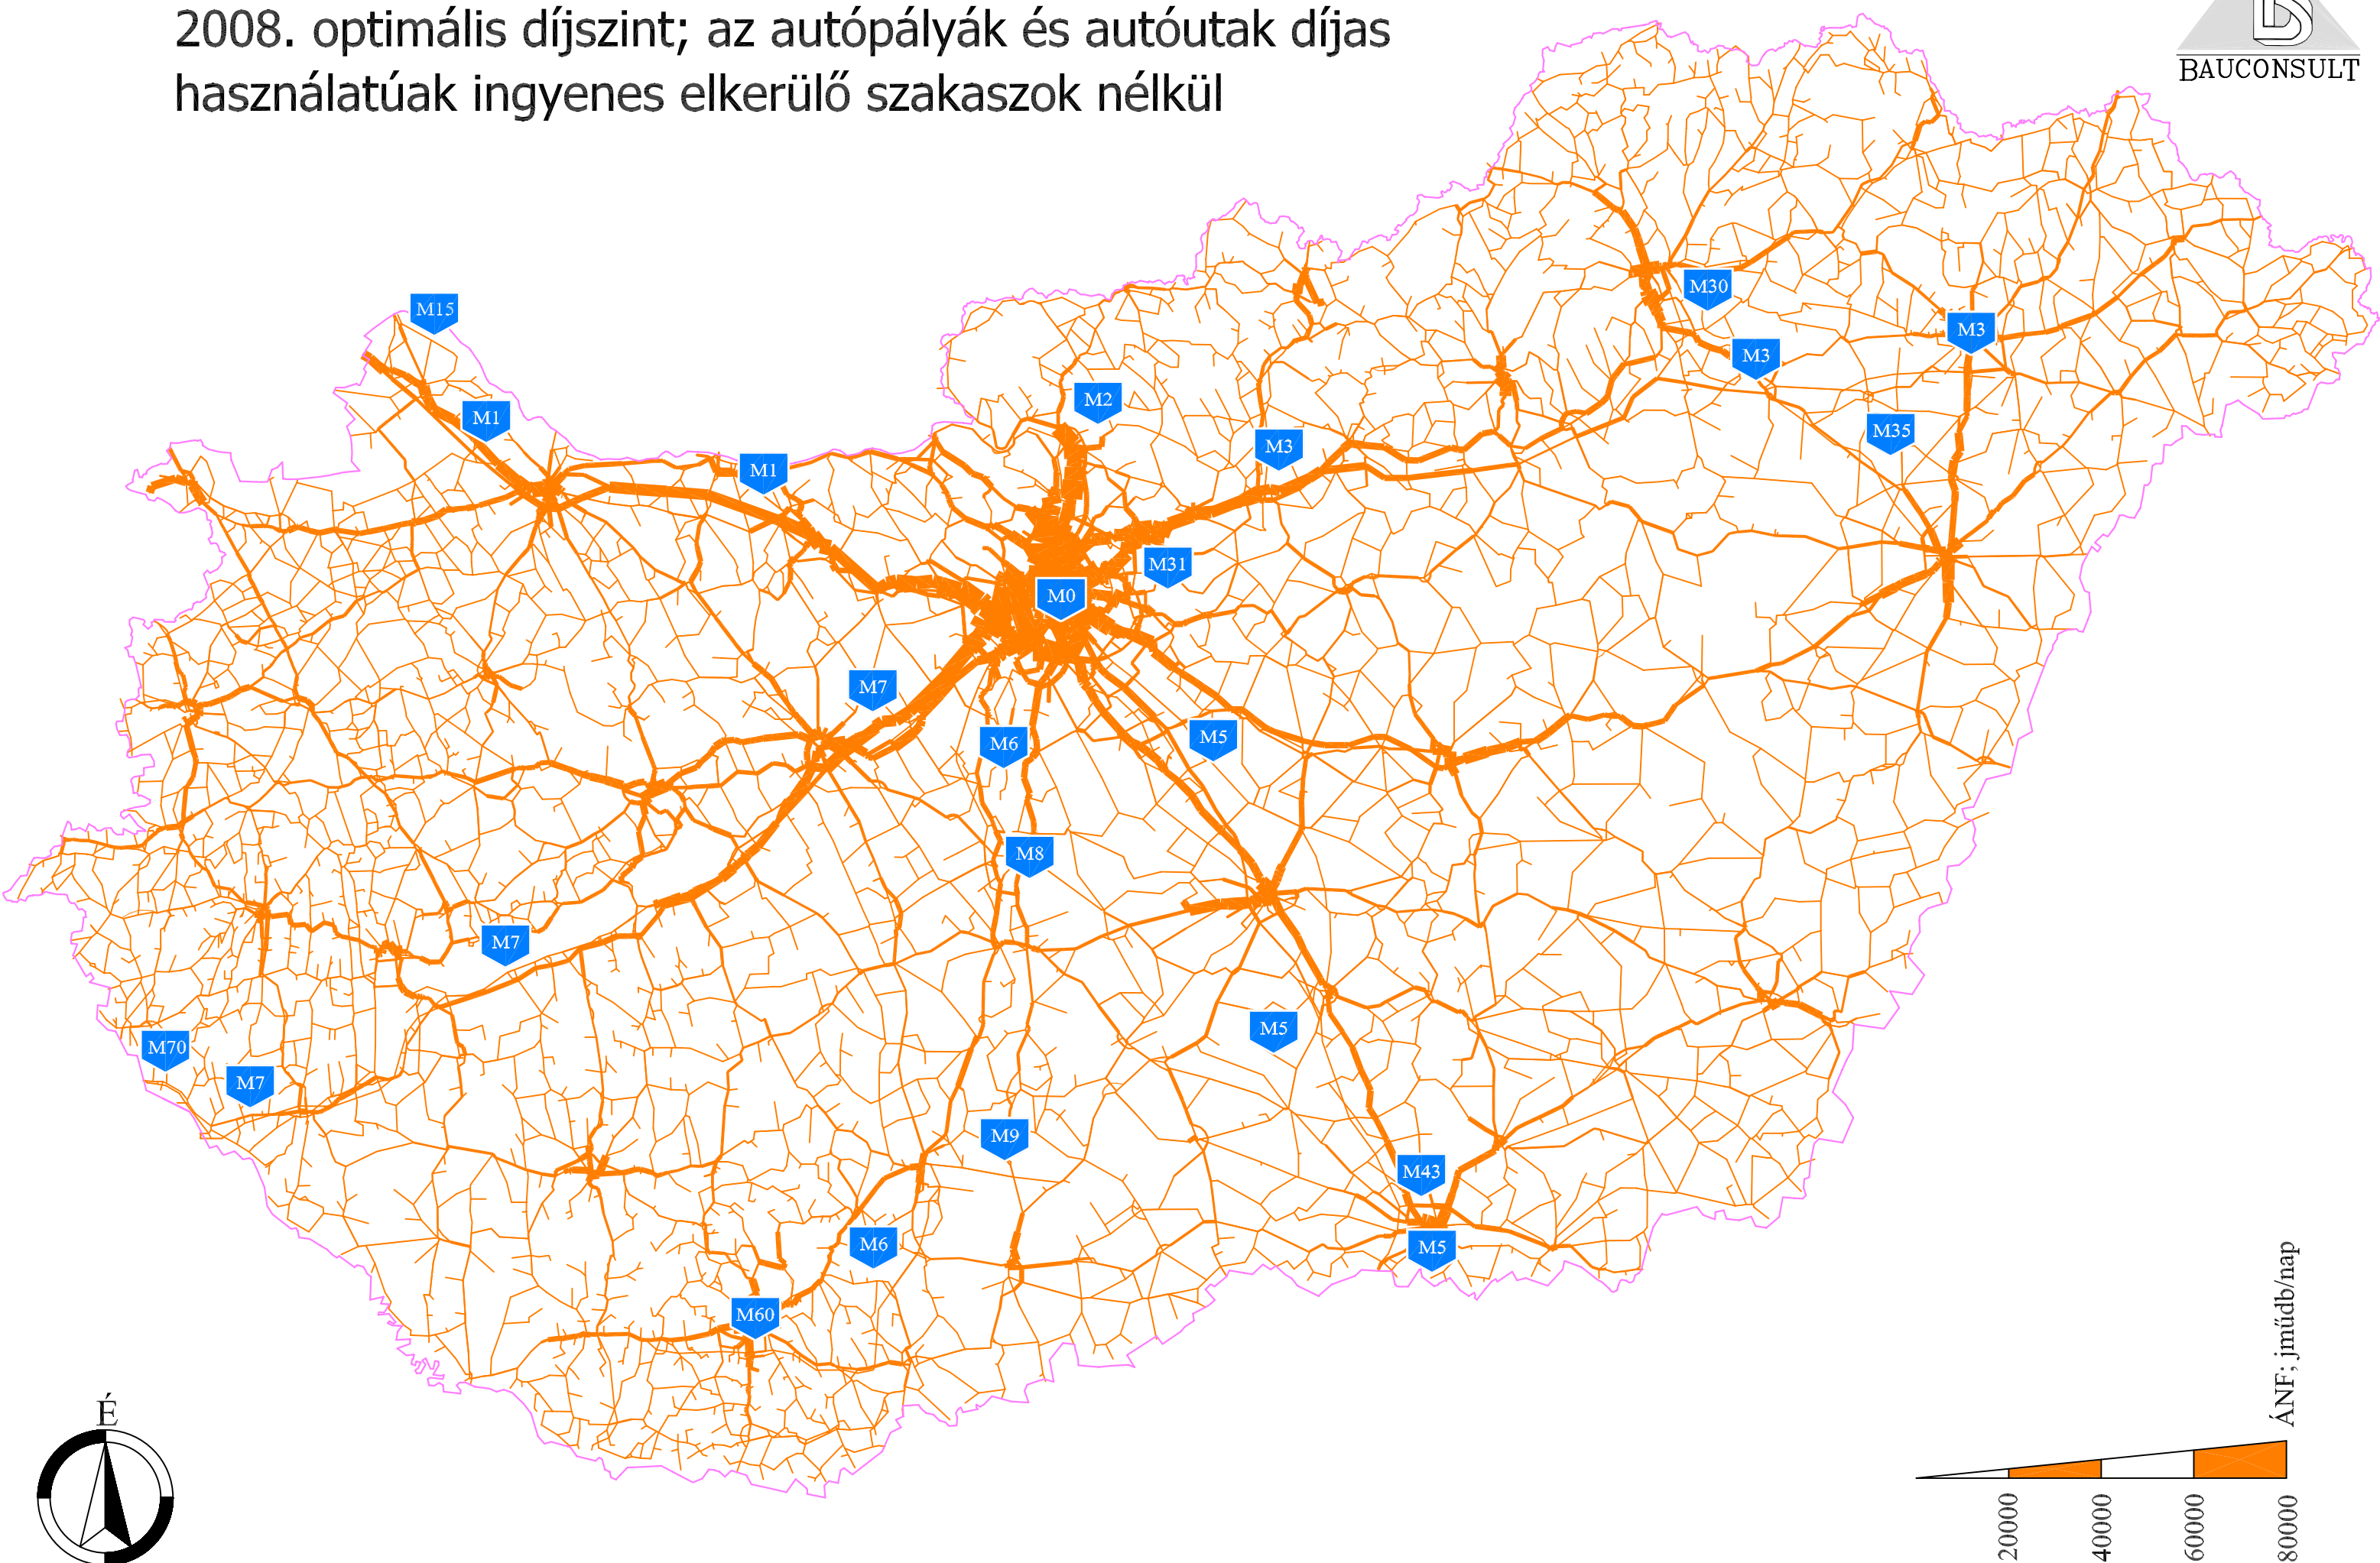 2008. optimális díjszint; az autópályák és autóutak díjas
használatúak ingyenes elkerülő szakaszok nélkül
BAUCONSULT
M15
M30
M3
M3
M2
M1
M35
M3
M1
M31
M0
M7
M5
M6
M8
M7
M5
M70
M7
M9
M43
M6
M5
M60
ÁNF; jműdb/nap
É
20000
40000
60000
80000